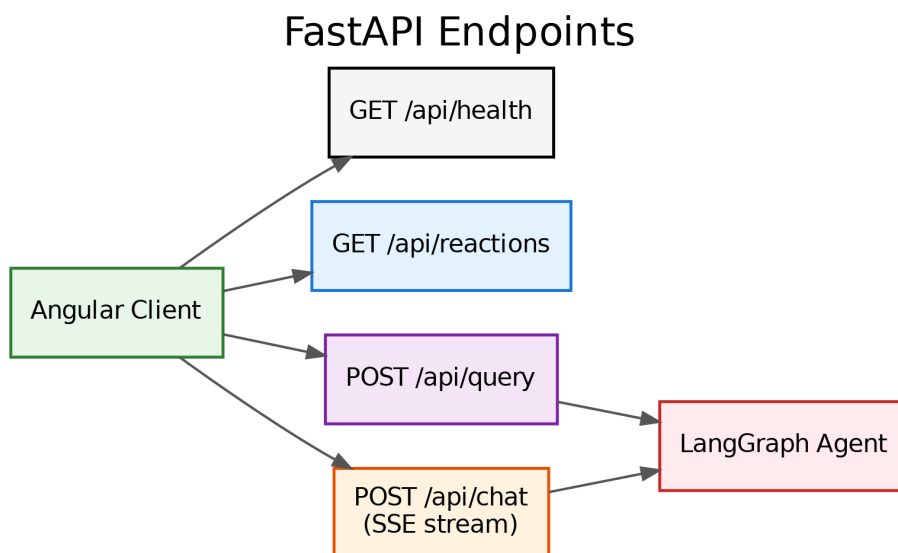 FastAPI Endpoints
GET /api/health
GET /api/reactions
Angular Client
POST /api/query
LangGraph Agent
POST /api/chat
(SSE stream)